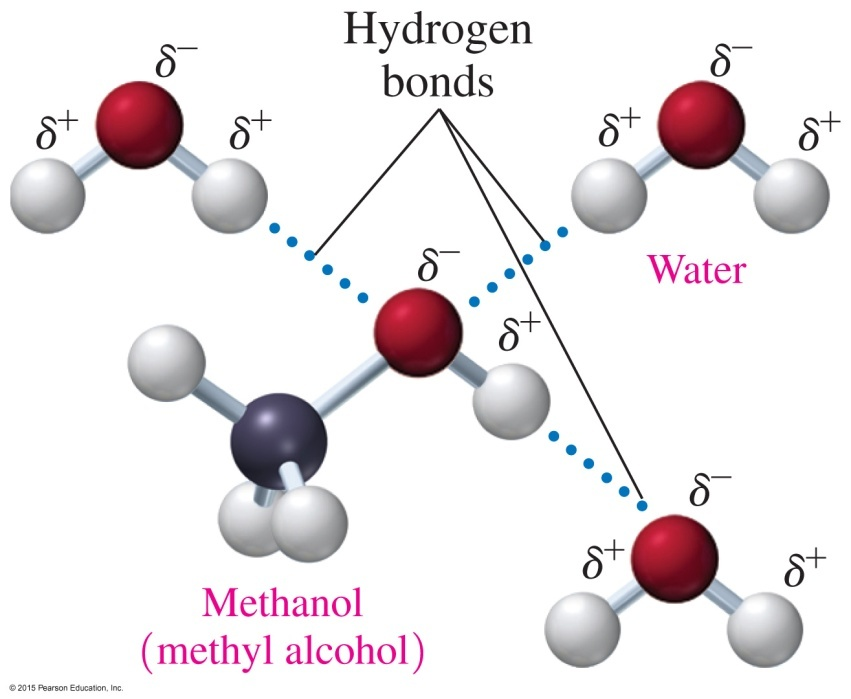 Hydrogen
bonds
δ⁻
δ⁺
δ⁺
δ⁻
δ⁺
δ⁺
Water
δ⁻
δ⁺
δ⁻
δ⁺
δ⁺
Methanol
(methyl alcohol)
© 2015 Pearson Education, Inc.